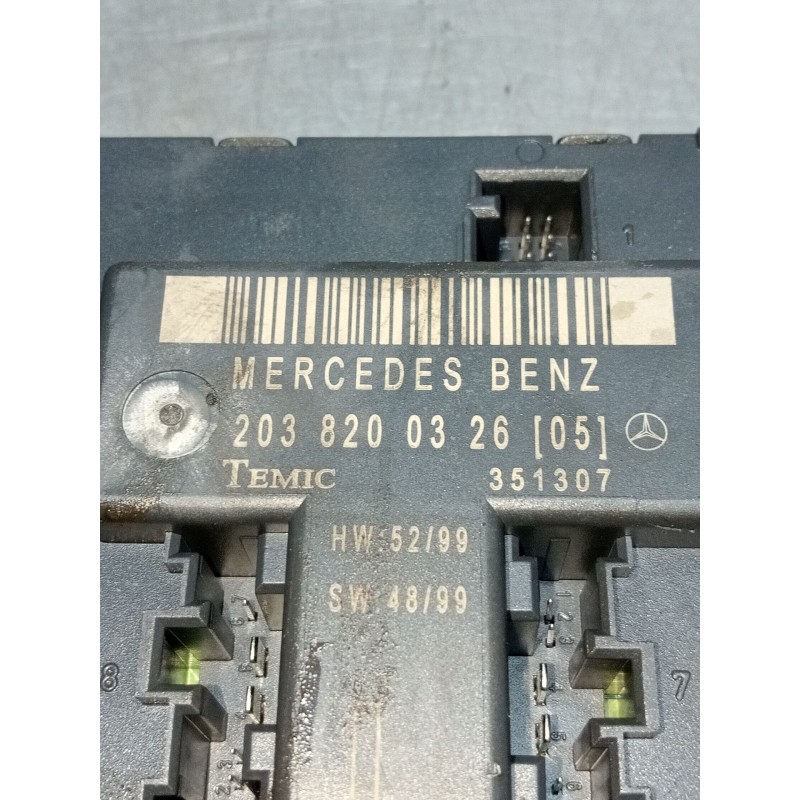 1
MERCEDES BENZ
203 820 03 26 [05]
TEMIC 351307
HW 52/99
SW 48/99
8
7